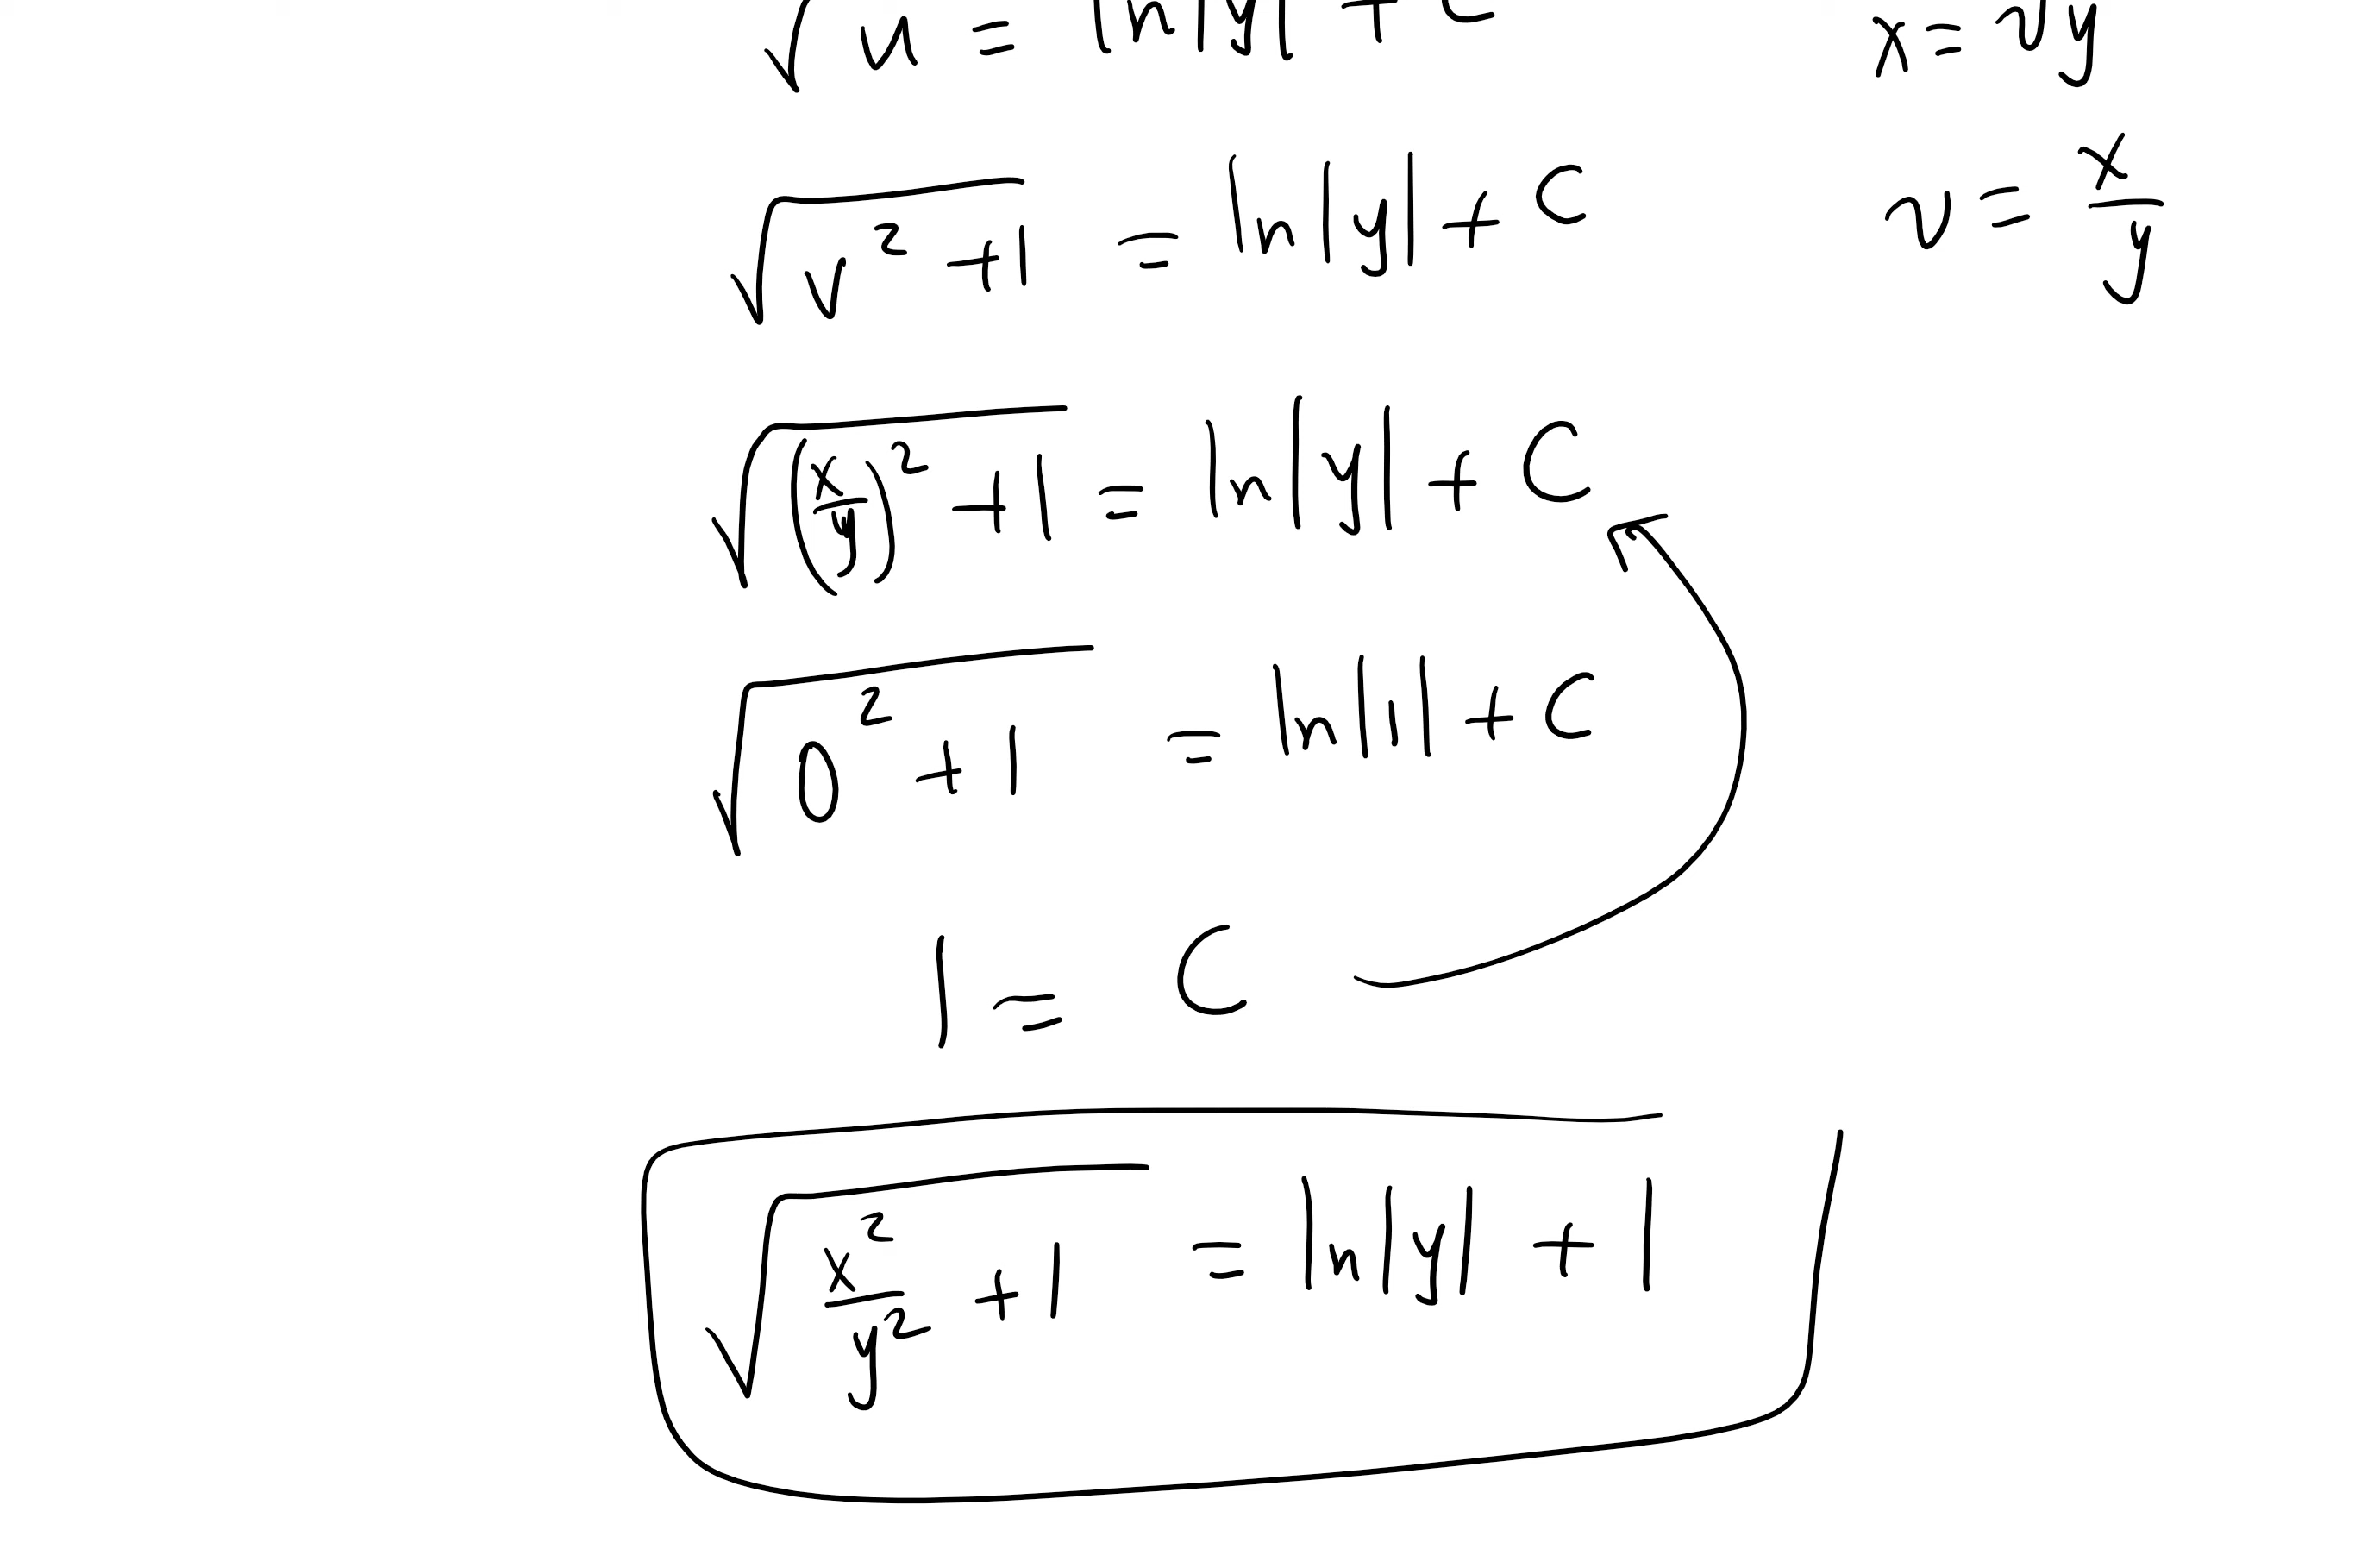 √u = ln|y| + C
x = vy
√(v² + 1) = ln|y| + C
v = x/y
√((x/y)² + 1) = ln|y| + C
√(0² + 1) = ln|1| + C
1 = C
√(x²/y² + 1) = ln|y| + 1